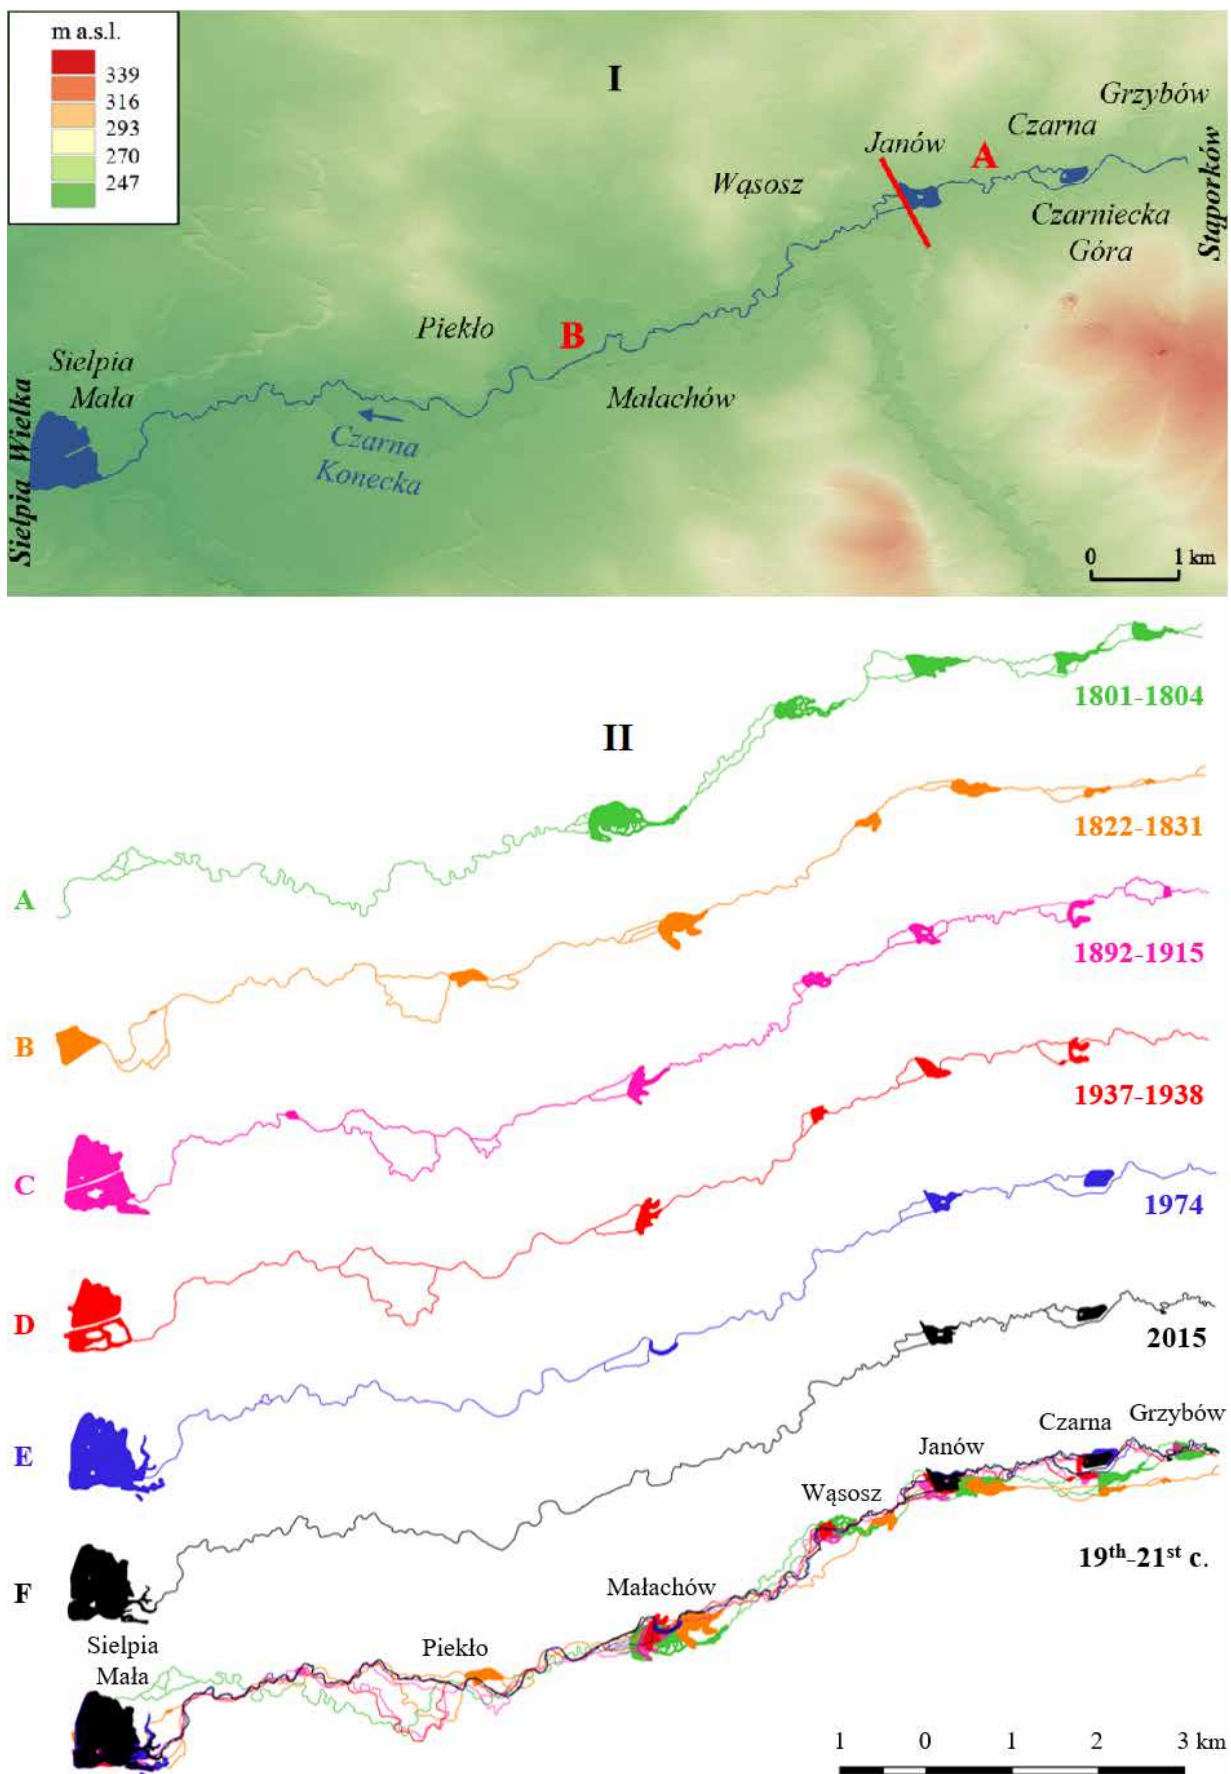 m a.s.l.
339
316
293
270
247
I
Grzybów
Czarna
Janów
A
Wąsosz
Stąporków
Czarniecka
Góra
Piekło
B
Sielpia
Mała
Małachów
Sielpia Wielka
Czarna
Konecka
0 1 km
II
1801-1804
A
1822-1831
B
1892-1915
C
1937-1938
D
1974
E
2015
F
Grzybów
Czarna
Janów
Wąsosz
19th-21st c.
Małachów
Piekło
Sielpia
Mała
1 0 1 2 3 km